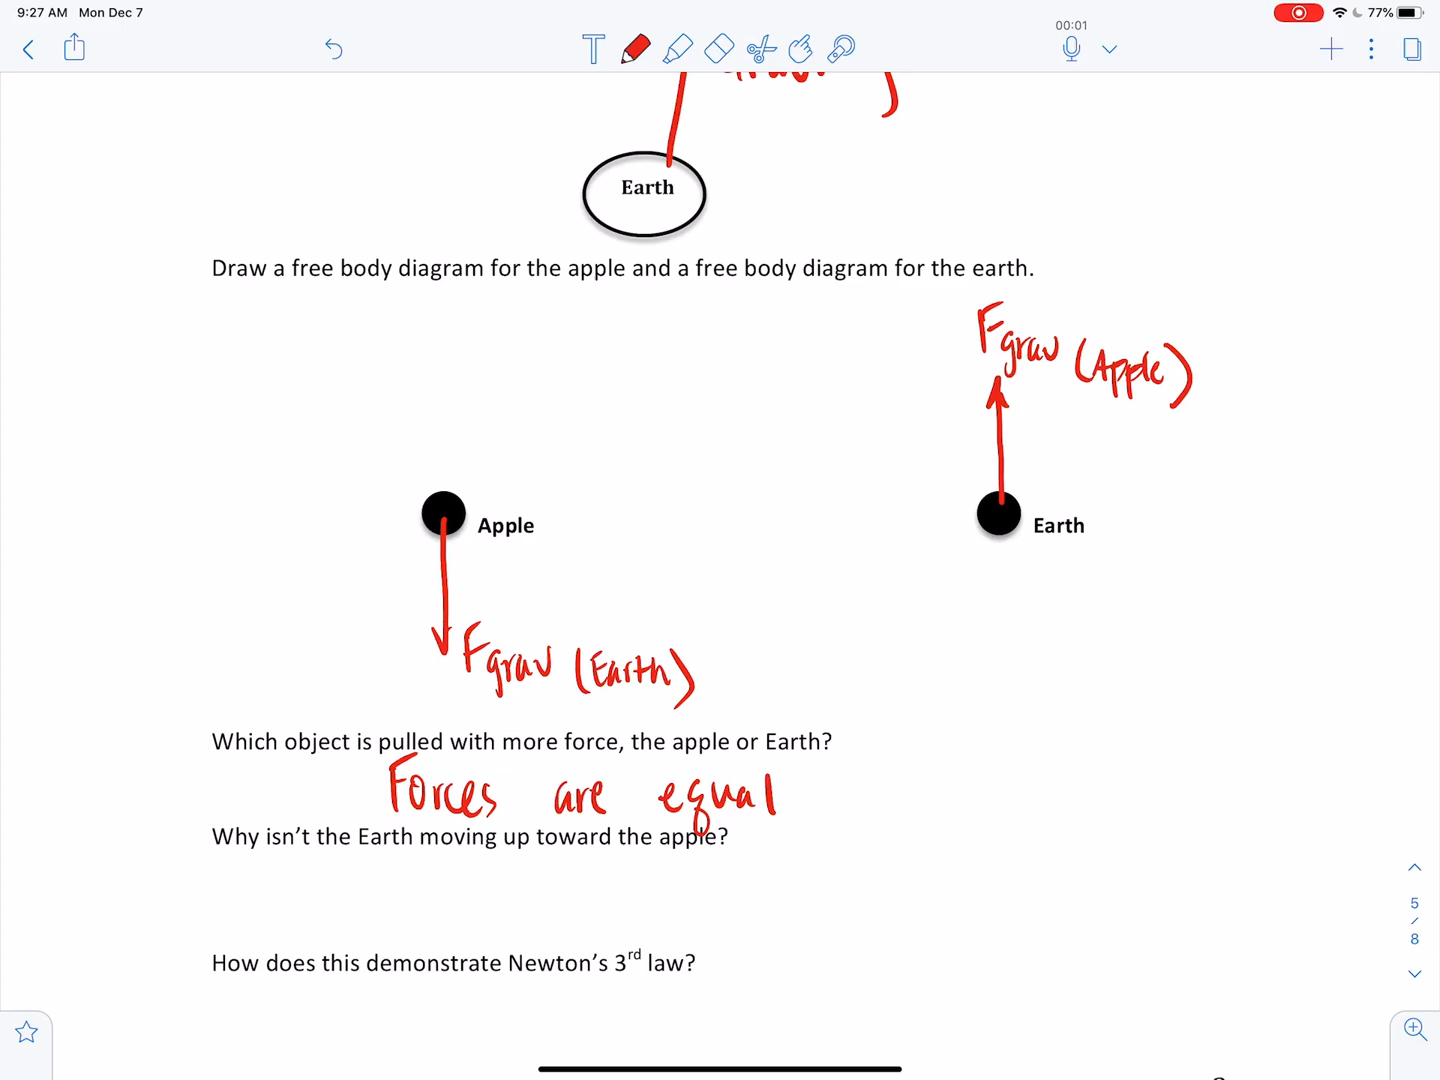 9:27 AM Mon Dec 7
77%
00:01
T
Earth
Draw a free body diagram for the apple and a free body diagram for the earth.
Fgrav (Apple)
Apple
Earth
Fgrav (Earth)
Which object is pulled with more force, the apple or Earth?
Forces are equal
Why isn’t the Earth moving up toward the apple?
5
/
8
How does this demonstrate Newton’s 3rd law?